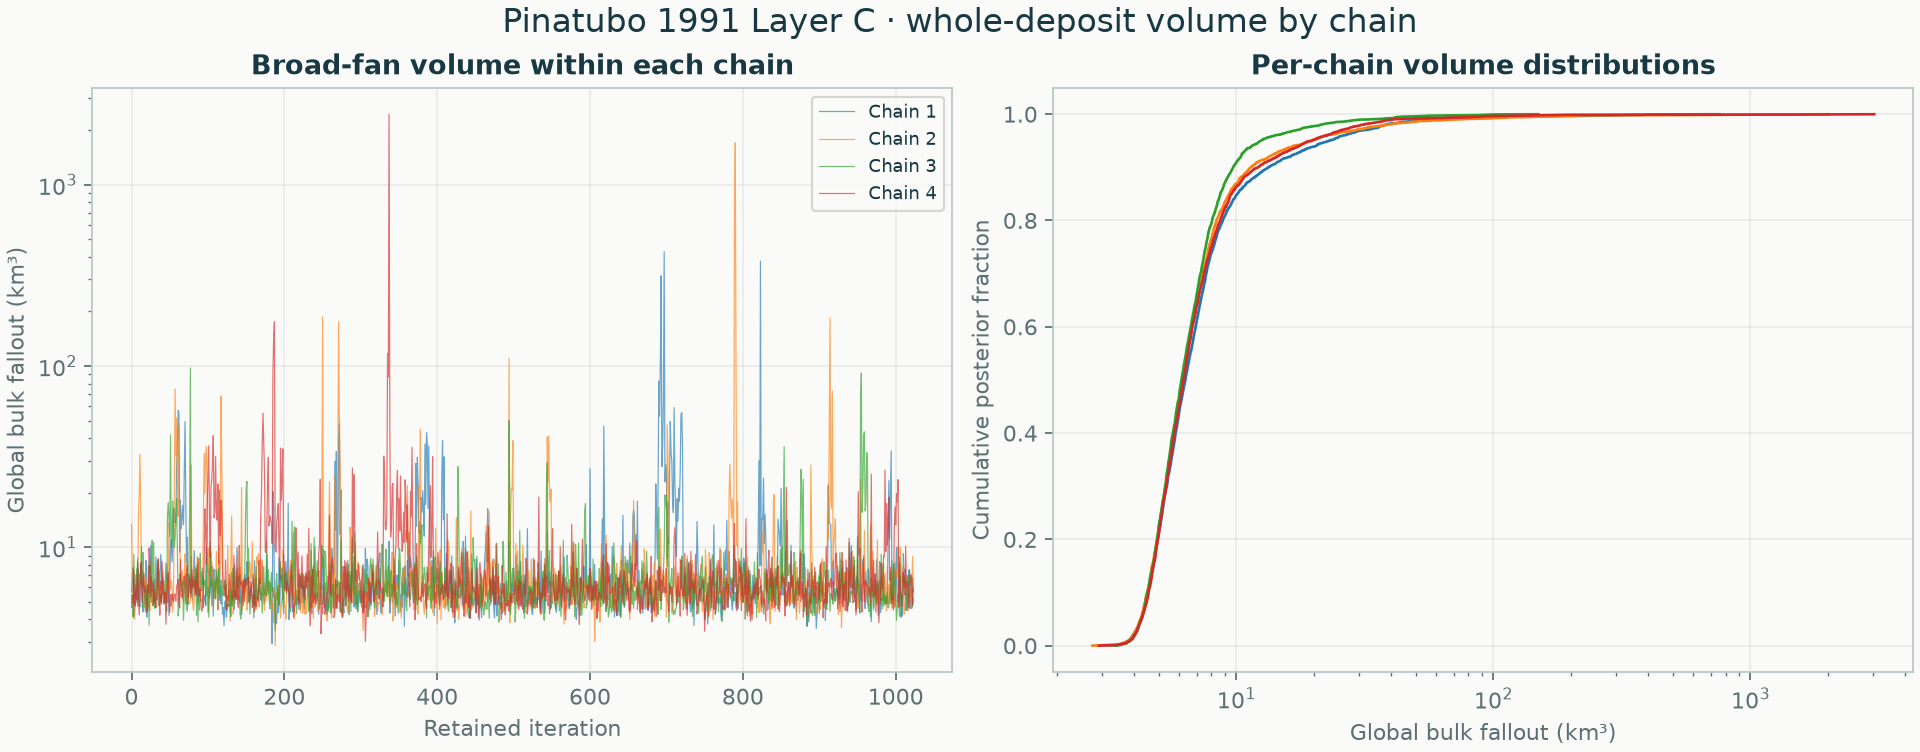 Pinatubo 1991 Layer C · whole-deposit volume by chain
Broad-fan volume within each chain
Global bulk fallout (km³)
10³
10²
10¹
Chain 1
Chain 2
Chain 3
Chain 4
0
200
400
600
800
1000
Retained iteration
Per-chain volume distributions
Cumulative posterior fraction
1.0
0.8
0.6
0.4
0.2
0.0
10¹
10²
10³
Global bulk fallout (km³)